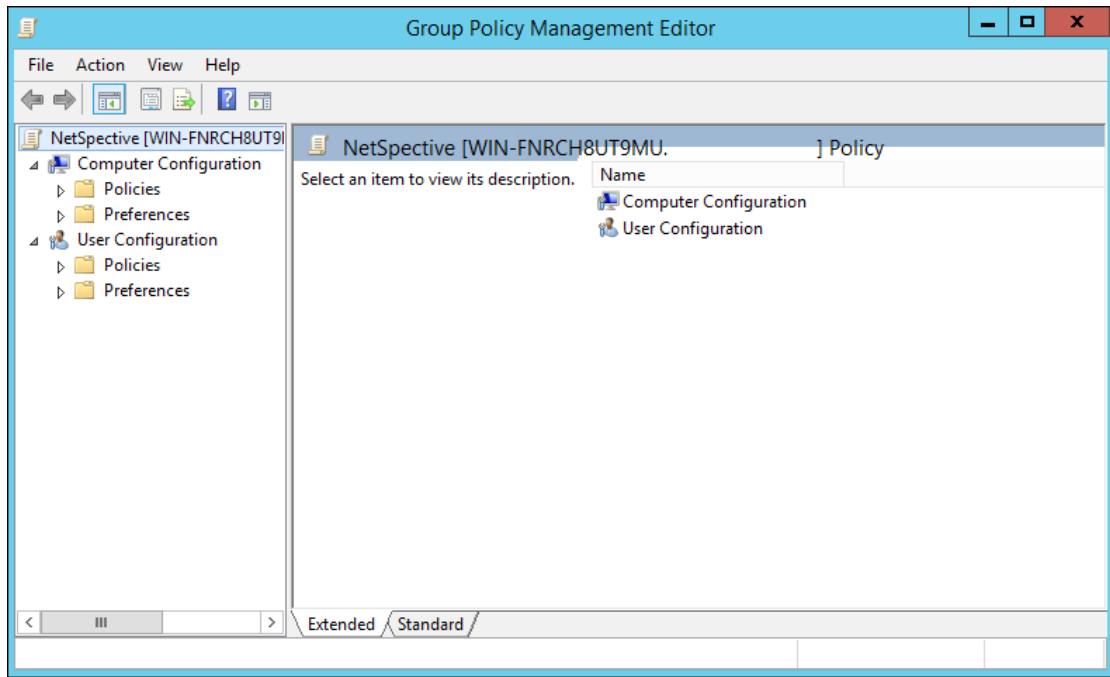 Group Policy Management Editor
File Action View Help
NetSpective [WIN-FNRCH8UT9
Computer Configuration
Policies
Preferences
User Configuration
Policies
Preferences
NetSpective [WIN-FNRCH8UT9MU. ] Policy
Select an item to view its description.
Name
Computer Configuration
User Configuration
Extended Standard